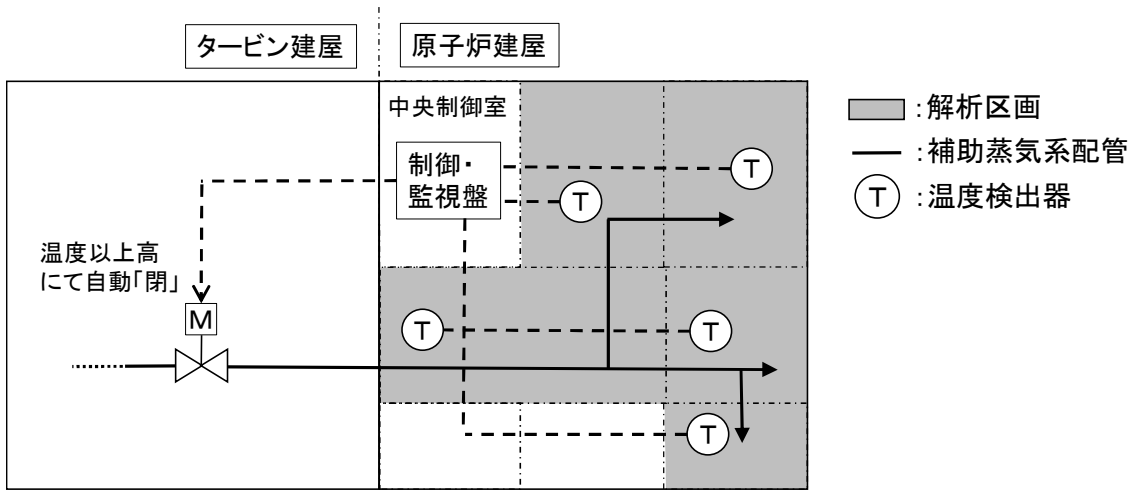 タービン建屋
原子炉建屋
中央制御室
制御・
監視盤
T
T
温度以上高
にて自動「閉」
M
T
T
T
:解析区画
:補助蒸気系配管
T :温度検出器